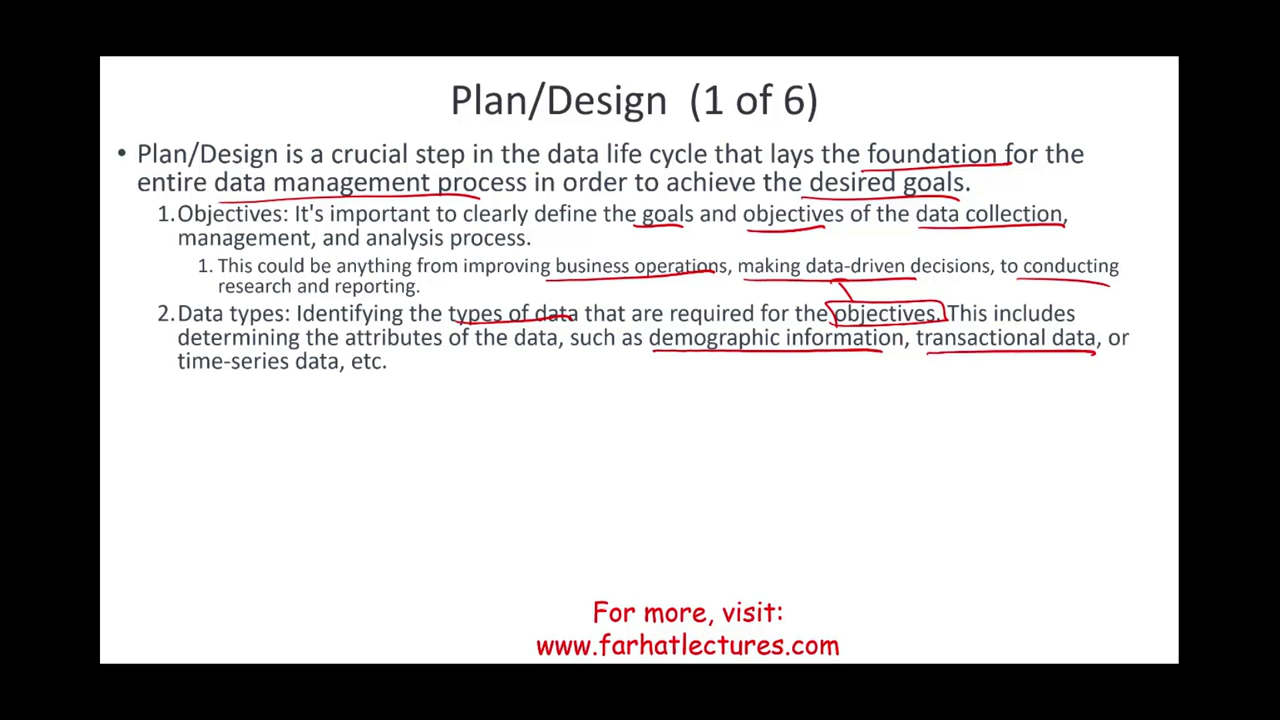 Plan/Design (1 of 6)
• Plan/Design is a crucial step in the data life cycle that lays the foundation for the
entire data management process in order to achieve the desired goals.
1. Objectives: It's important to clearly define the goals and objectives of the data collection,
management, and analysis process.
1. This could be anything from improving business operations, making data-driven decisions, to conducting
research and reporting.
2. Data types: Identifying the types of data that are required for the objectives. This includes
determining the attributes of the data, such as demographic information, transactional data, or
time-series data, etc.
For more, visit:
www.farhatlectures.com